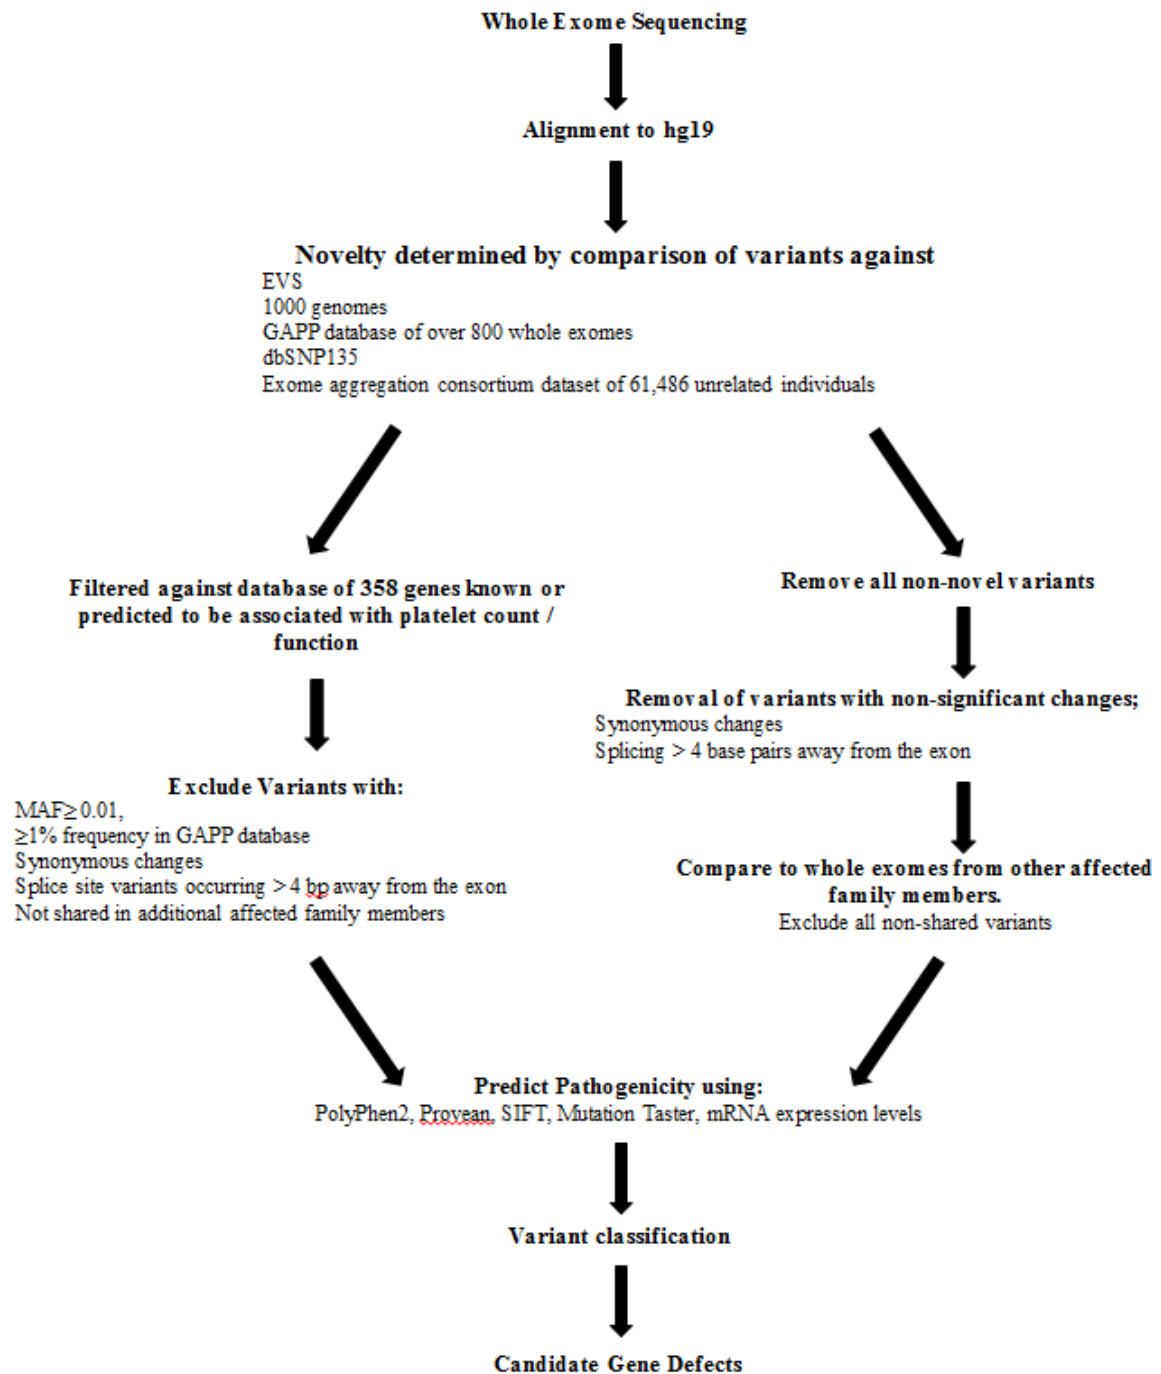 Whole Exome Sequencing
Alignment to hg19
Novelty determined by comparison of variants against
EVS
1000 genomes
GAPP database of over 800 whole exomes
dbSNP135
Exome aggregation consortium dataset of 61,486 unrelated individuals
Filtered against database of 358 genes known or
predicted to be associated with platelet count /
function
Exclude Variants with:
MAF≥0.01,
≥1% frequency in GAPP database
Synonymous changes
Splice site variants occurring >4 bp away from the exon
Not shared in additional affected family members
Remove all non-novel variants
Removal of variants with non-significant changes;
Synonymous changes
Splicing > 4 base pairs away from the exon
Compare to whole exomes from other affected
family members.
Exclude all non-shared variants
Predict Pathogenicity using:
PolyPhen2, Provean, SIFT, Mutation Taster, mRNA expression levels
Variant classification
Candidate Gene Defects